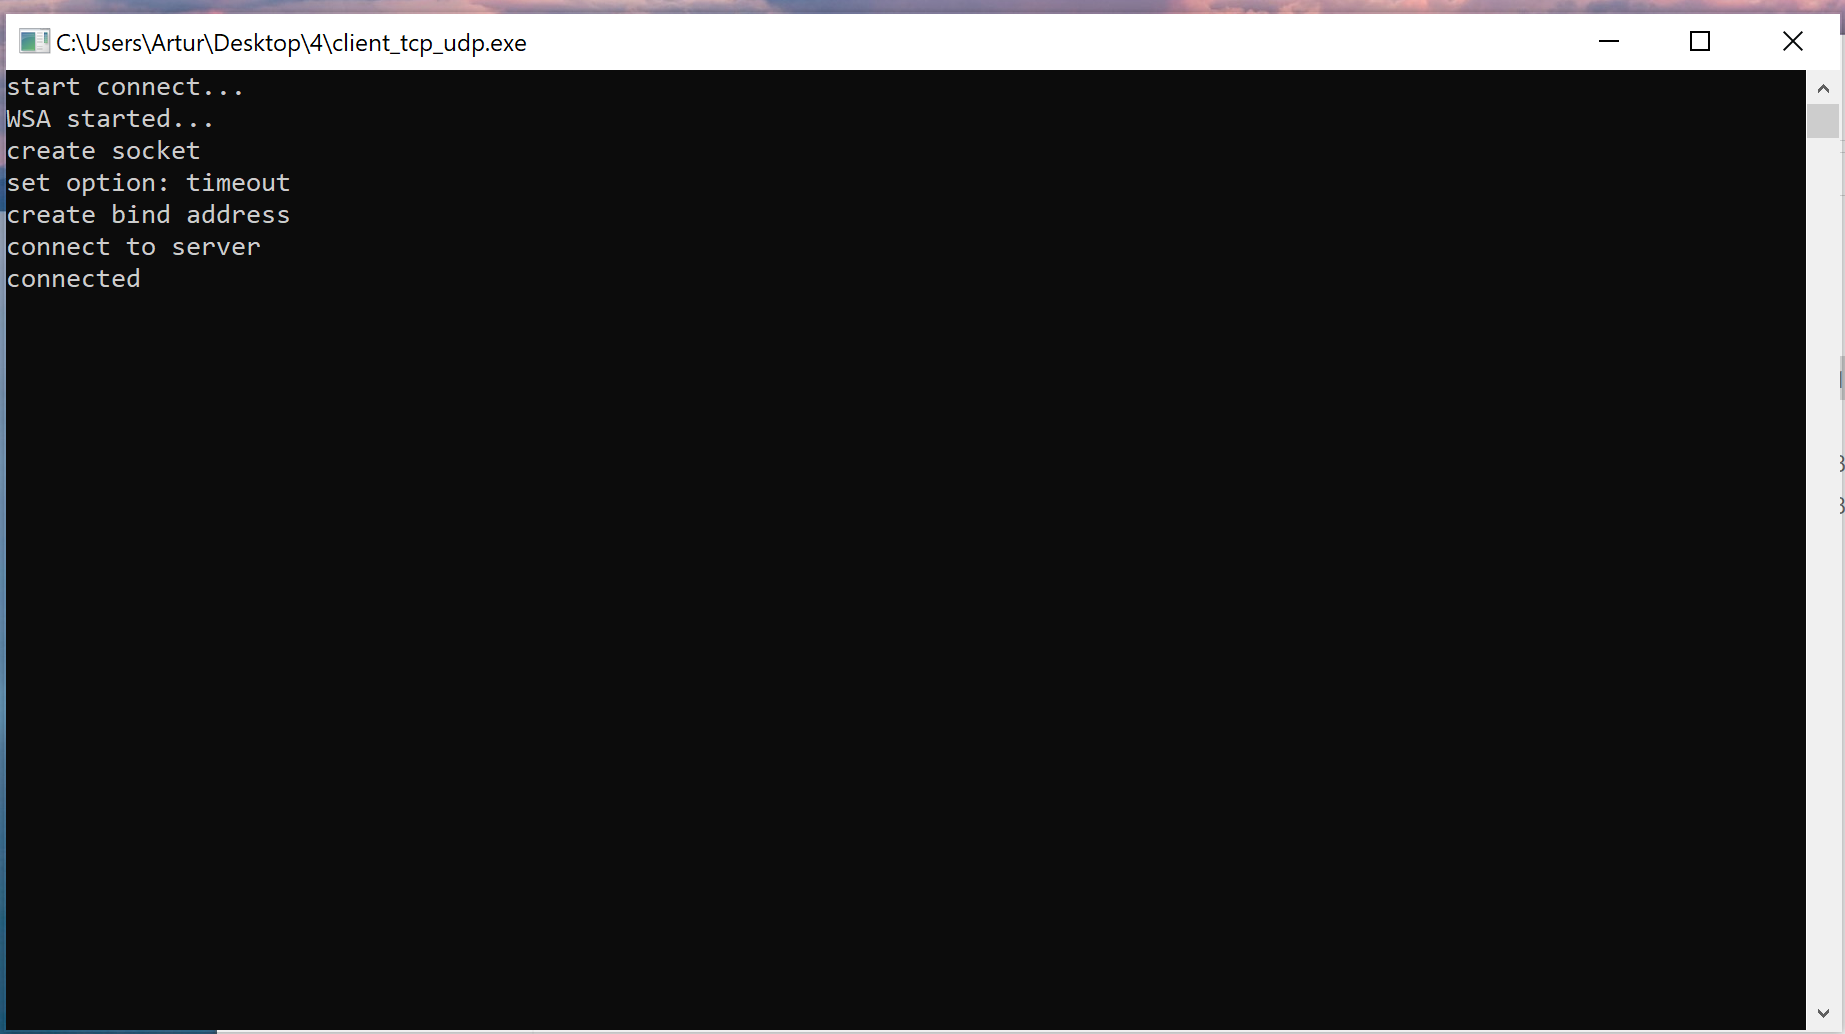 C:\Users\Artur\Desktop\4\client_tcp_udp.exe
start connect...
WSA started...
create socket
set option: timeout
create bind address
connect to server
connected